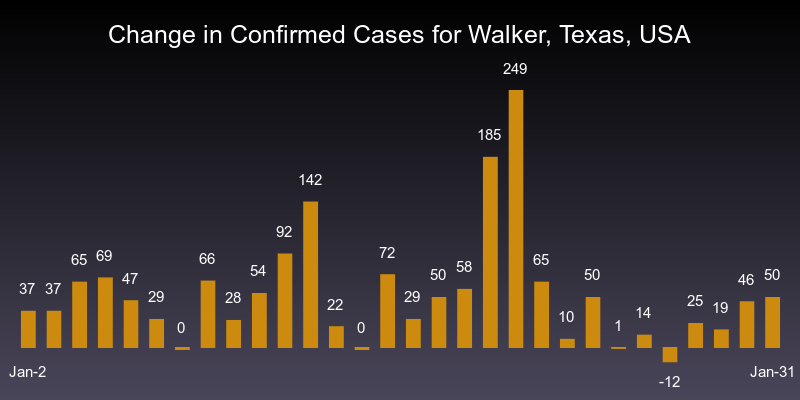 Change in Confirmed Cases for Walker, Texas, USA
37 37 65 69 47 29 0 66 28 54 92 142 22 0 72 29 50 58 185 249 65 10 50 1 14 -12 25 19 46 50
Jan-2 Jan-31